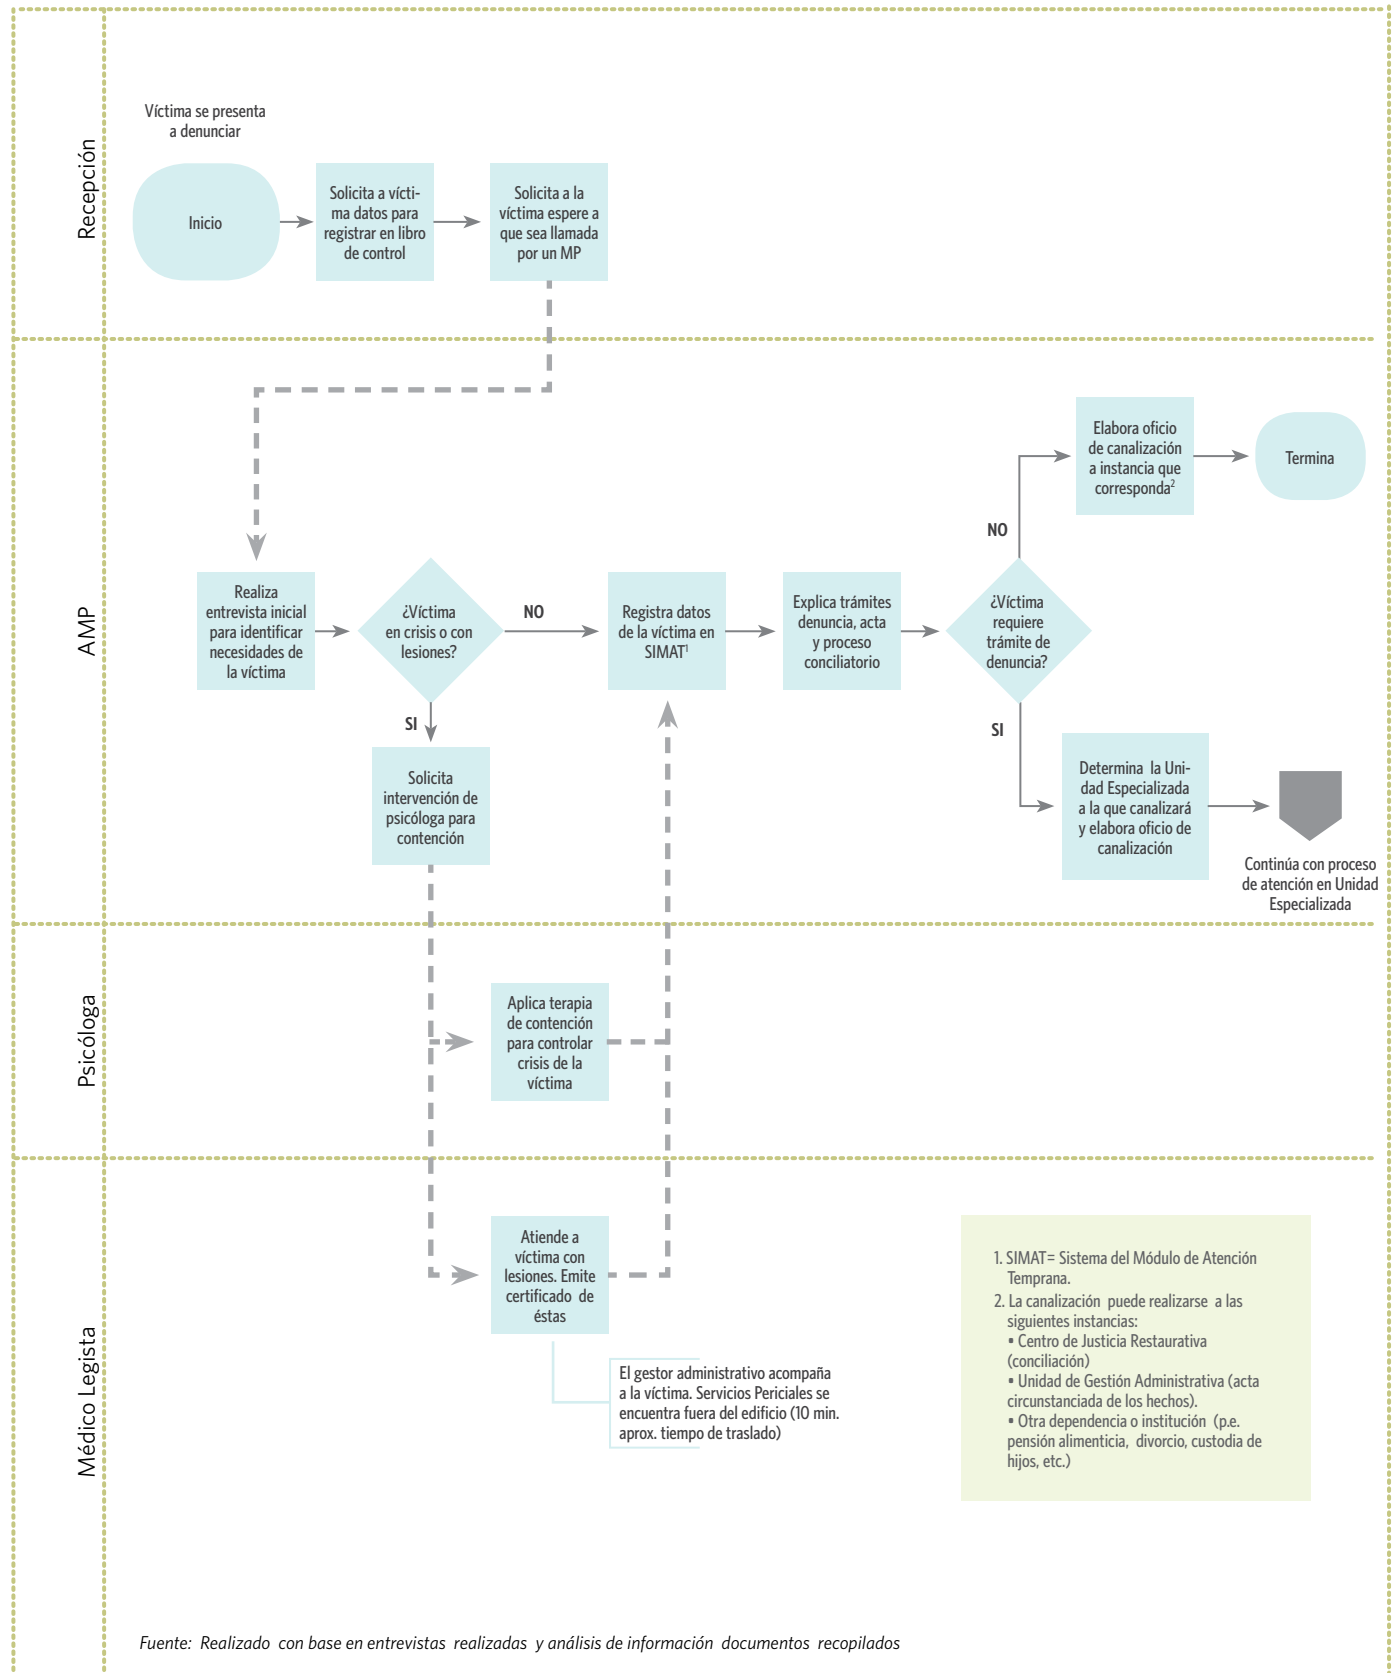 Recepción
Víctima se presenta
a denunciar
Inicio
Solicita a vícti-
ma datos para
registrar en libro
de control
Solicita a la
víctima espere a
que sea llamada
por un MP
AMP
Realiza
entrevista inicial
para identificar
necesidades de
la víctima
¿Víctima
en crisis o con
lesiones?
NO
SI
Solicita
intervención de
psicóloga para
contención
Registra datos
de la víctima en
SIMAT1
Explica trámites
denuncia, acta
y proceso
conciliatorio
¿Víctima
requiere
trámite de
denuncia?
NO
Elabora oficio
de canalización
a instancia que
corresponda2
Termina
SI
Determina la Uni-
dad Especializada
a la que canalizará
y elabora oficio de
canalización
Continúa con proceso
de atención en Unidad
Especializada
Psicóloga
Aplica terapia
de contención
para controlar
crisis de la
víctima
Médico Legista
Atiende a
víctima con
lesiones. Emite
certificado de
éstas
El gestor administrativo acompaña
a la víctima. Servicios Periciales se
encuentra fuera del edificio (10 min.
aprox. tiempo de traslado)
1. SIMAT= Sistema del Módulo de Atención
Temprana.
2. La canalización puede realizarse a las
siguientes instancias:
• Centro de Justicia Restaurativa
(conciliación)
• Unidad de Gestión Administrativa (acta
circunstanciada de los hechos).
• Otra dependencia o institución (p.e.
pensión alimenticia, divorcio, custodia de
hijos, etc.)
Fuente: Realizado con base en entrevistas realizadas y análisis de información documentos recopilados